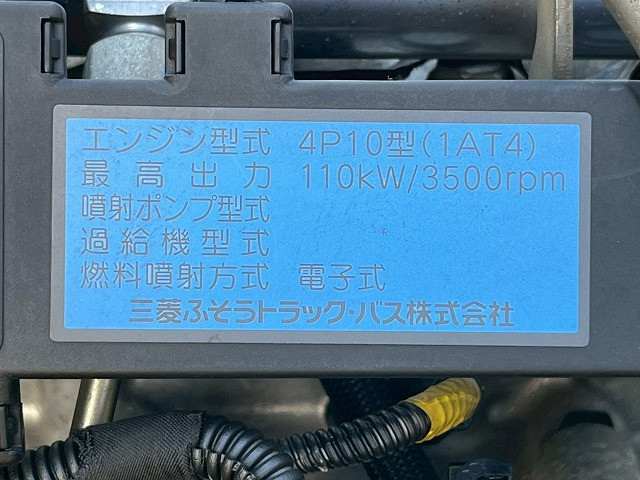 エンジン型式 4P10型(1AT4)
最高出力 110kW/3500rpm
噴射ポンプ型式
過給機型式
燃料噴射方式 電子式
三菱ふそうトラック・バス株式会社